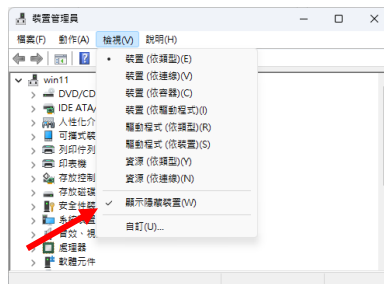 裝置管理員
檔案(F) 動作(A) 檢視(V) 說明(H)
裝置 (依類型)(E)
裝置 (依連線)(V)
裝置 (依容器)(C)
裝置 (依驅動程式)(I)
驅動程式 (依類型)(R)
驅動程式 (依裝置)(S)
資源 (依類型)(Y)
資源 (依連線)(N)
顯示隱藏裝置(W)
自訂(U)...
win11
DVD/CD
IDE ATA/
人性化介
可攜式裝
列印佇列
印表機
存放控制
存放磁碟
安全性裝
系統裝置
音效、視
處理器
軟體元件